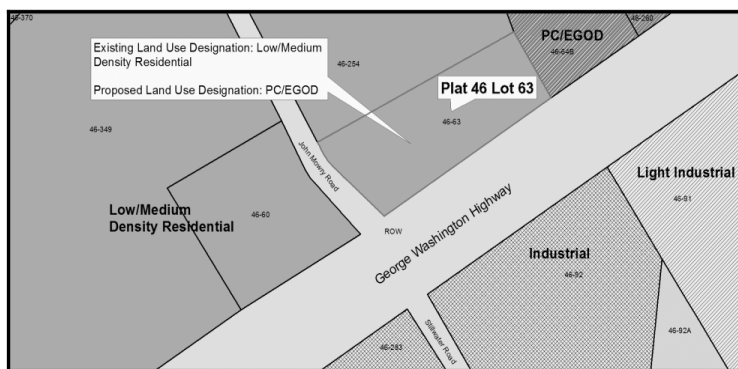 46-370
46-260
PC/EGOD
46-54B
Existing Land Use Designation: Low/Medium
Density Residential
Proposed Land Use Designation: PC/EGOD
46-254
Plat 46 Lot 63
46-63
46-349
John Mowry Road
Light Industrial
46-91
Low/Medium
Density Residential
46-60
ROW
George Washington Highway
Industrial
46-92
Stillwater Road
46-283
46-92A